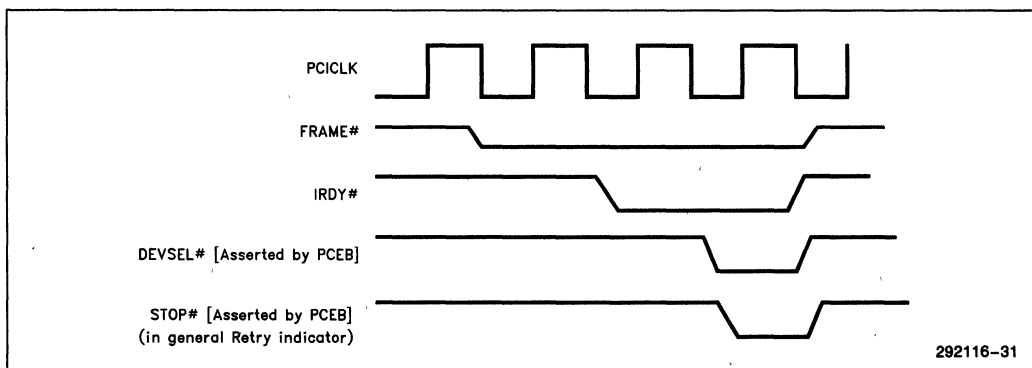 PCICLK
FRAME#
IRDY#
DEVSEL# [Asserted by PCEB]
STOP# [Asserted by PCEB]
(in general Retry indicator)
292116-31